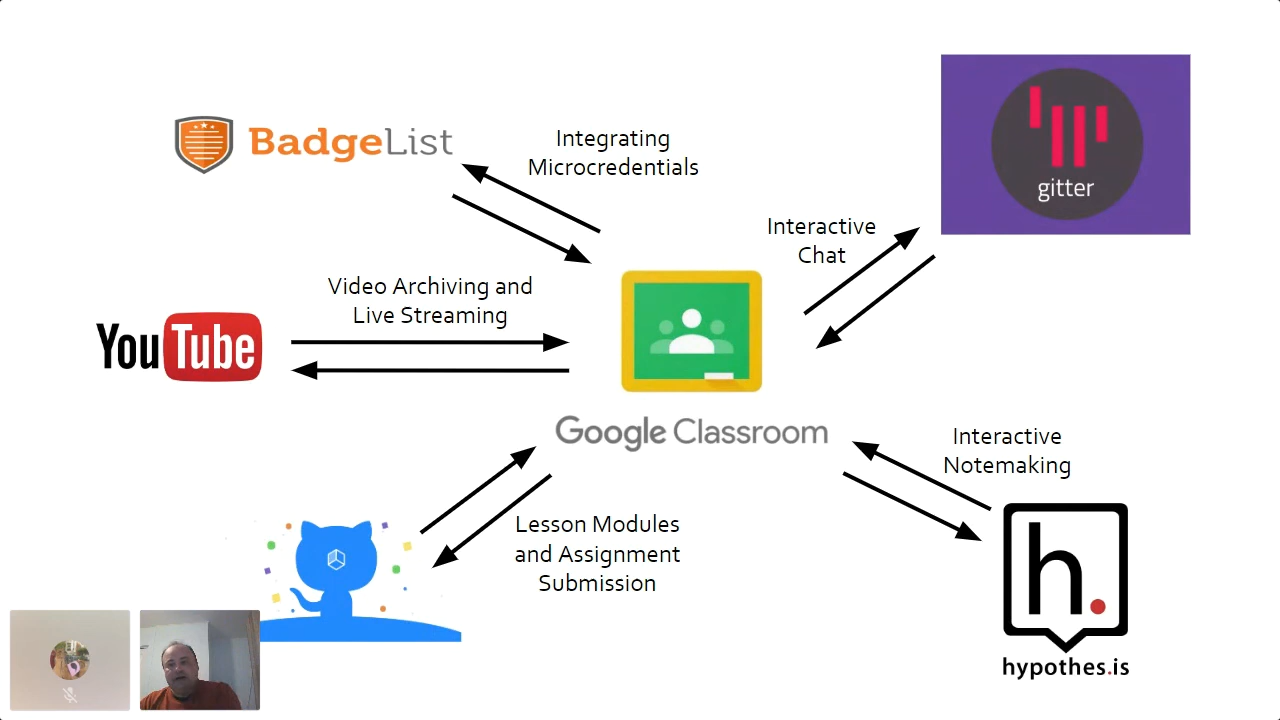 BadgeList
Integrating
Microcredentials
gitter
Interactive
Chat
Video Archiving and
Live Streaming
YouTube
Google Classroom
Interactive
Notemaking
Lesson Modules
and Assignment
Submission
h.
hypothes.is